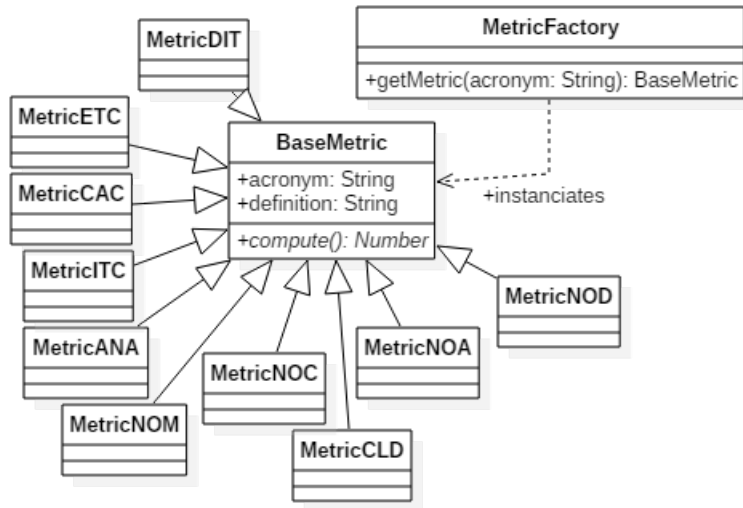 MetricDIT
MetricFactory
+getMetric(acronym: String): BaseMetric
MetricETC
BaseMetric
+acronym: String
+definition: String
+compute(): Number
+instanciates
MetricCAC
MetricITC
MetricNOD
MetricANA
MetricNOC
MetricNOA
MetricNOM
MetricCLD